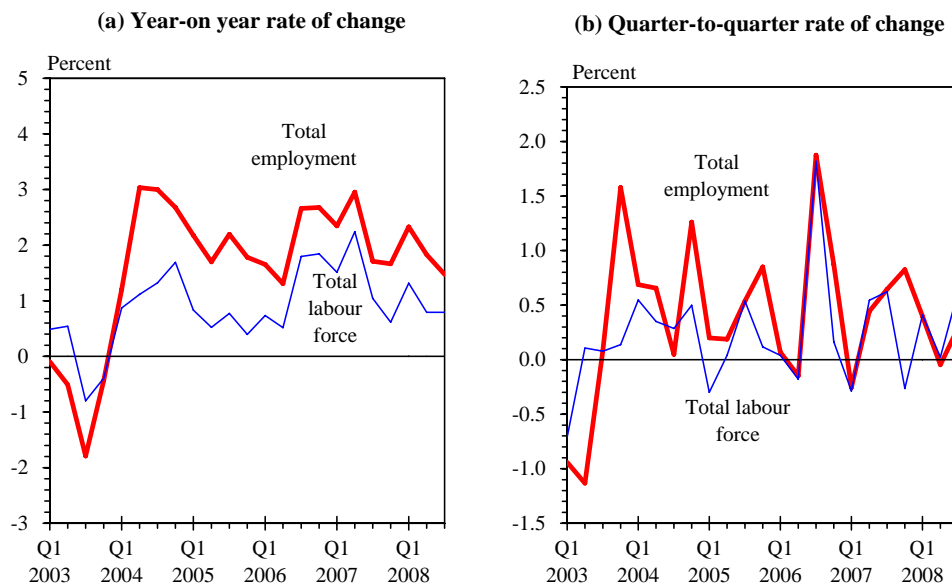 (a) Year-on year rate of change
Percent
5
4
3
2
1
0
-1
-2
-3
Total
employment
Total
labour
force
Q1 Q1 Q1 Q1 Q1 Q1
2003 2004 2005 2006 2007 2008
(b) Quarter-to-quarter rate of change
Percent
2.5
2.0
1.5
1.0
0.5
0.0
-0.5
-1.0
-1.5
Total
employment
Total labour
force
Q1 Q1 Q1 Q1 Q1 Q1
2003 2004 2005 2006 2007 2008